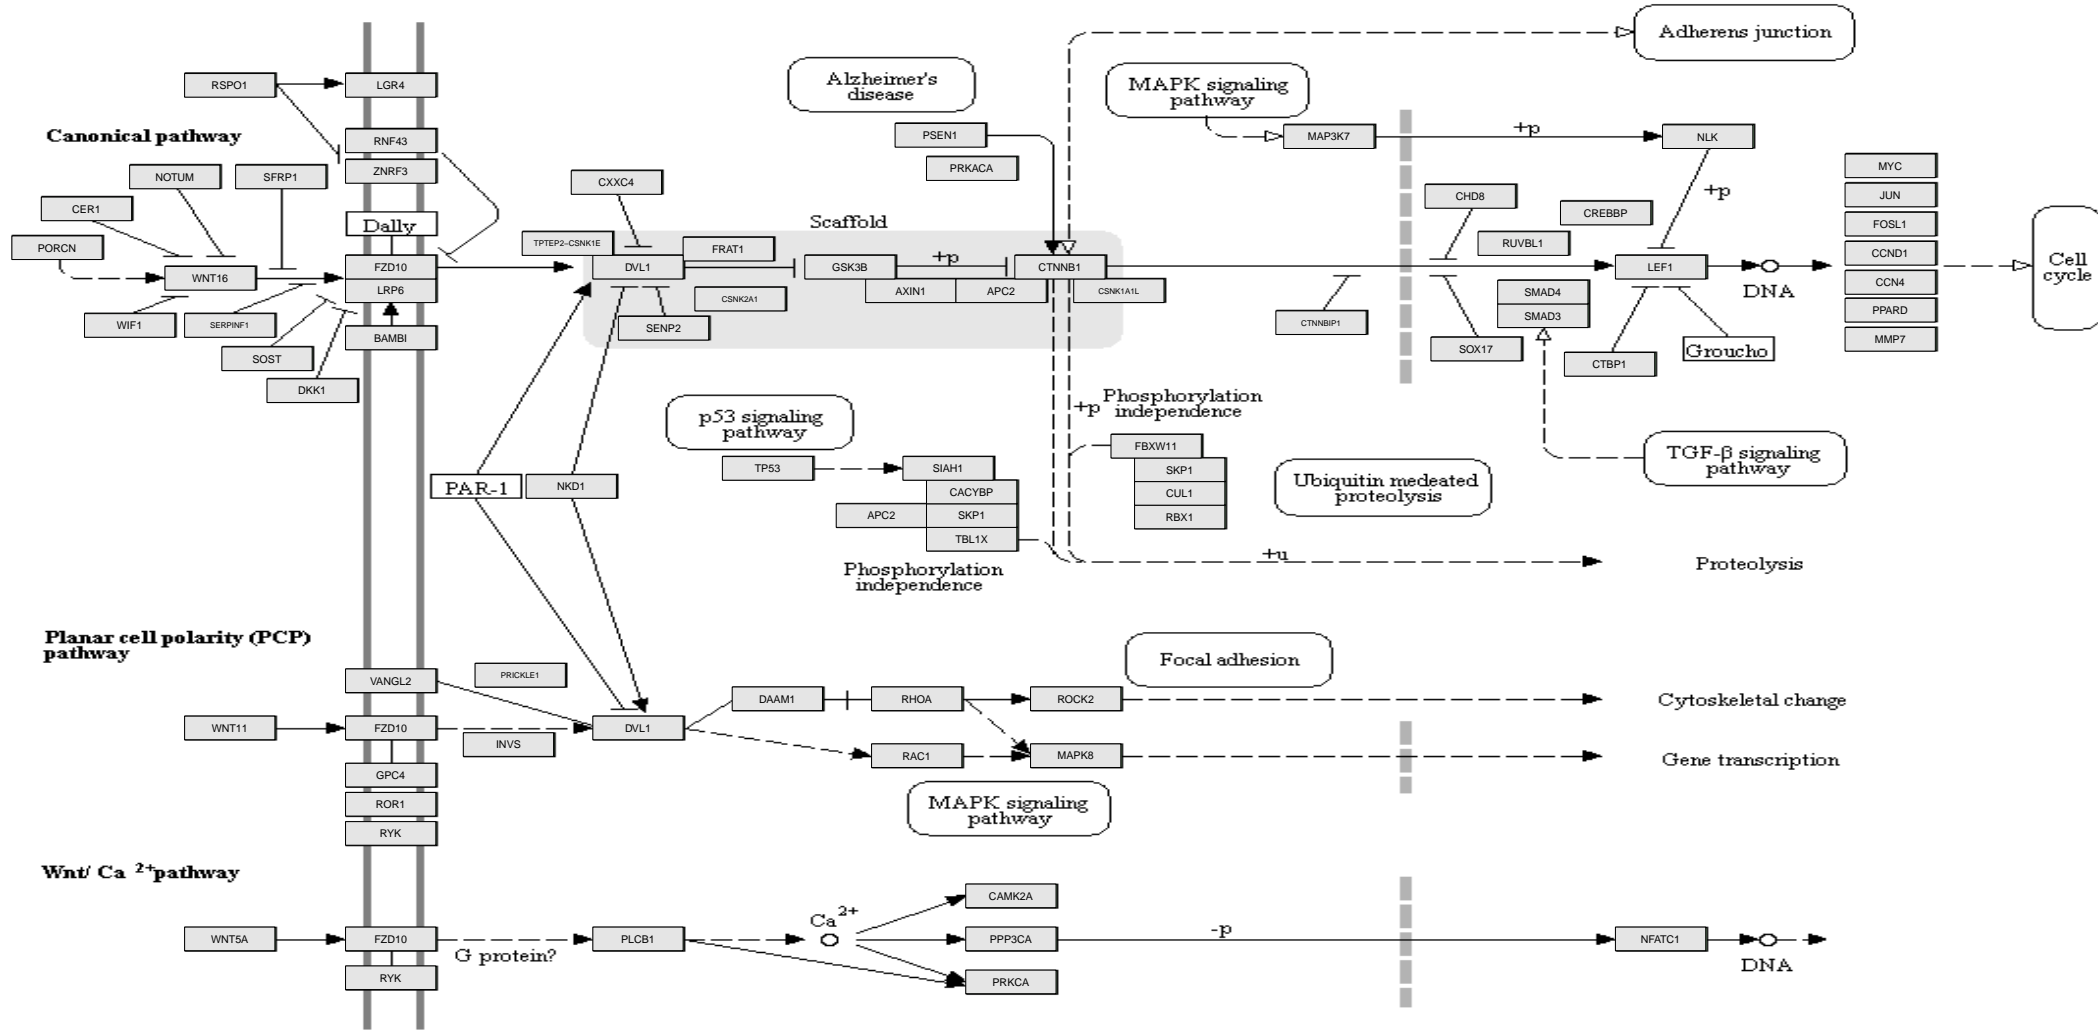 Adherens junction
Alzheimer's
disease
MAPK signaling
pathway
RSPO1
LGR4
Canonical pathway
RNF43
ZNRF3
PSEN1
PRKACA
MAP3K7
+p
NLK
NOTUM
SFRP1
CXXC4
CER1
PORCN
Dally
Scaffold
CHD8
CREBBP
RUVBL1
+p
MYC
JUN
FOSL1
CCND1
CCN4
PPARD
MMP7
Cell
cycle
WNT16
FZD10
LRP6
TPTEP2-CSNK1E
DVL1
FRAT1
GSK3B
+p
CTNNB1
AXIN1
APC2
CSNK1A1L
CSNK2A1
SENP2
LEF1
DNA
SMAD4
SMAD3
WIF1
SERPINF1
SOST
DKK1
BAMBI
CTNNBIP1
SOX17
CTBP1
Groucho
p53 signaling
pathway
+p
Phosphorylation
independence
TP53
SIAH1
CACYBP
APC2
SKP1
TBL1X
Phosphorylation
independence
FBXW11
SKP1
CUL1
RBX1
Ubiquitin medeated
proteolysis
TGF-β signaling
pathway
PAR-1
NKD1
+u
Proteolysis
Planar cell polarity (PCP)
pathway
VANGL2
PRICKLE1
Focal adhesion
WNT11
FZD10
INVS
DVL1
DAAM1
RHOA
ROCK2
Cytoskeletal change
GPC4
ROR1
RYK
RAC1
MAPK8
Gene transcription
MAPK signaling
pathway
Wnt/ Ca 2+pathway
WNT5A
FZD10
RYK
G protein?
PLCB1
Ca2+
CAMK2A
PPP3CA
PRKCA
-p
NFATC1
DNA